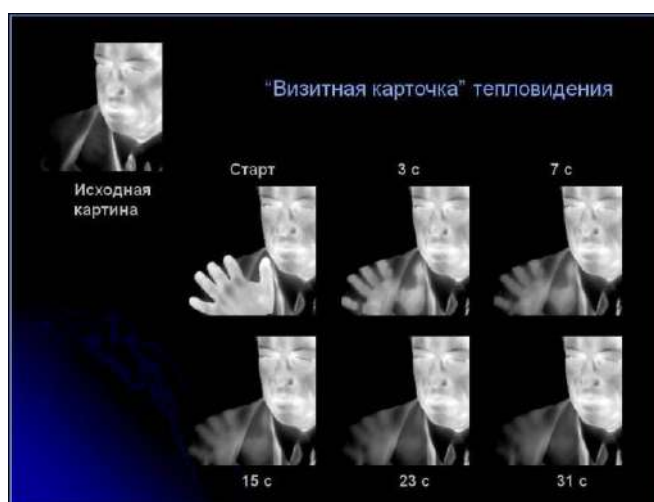 “Визитная карточка” тепловидения
Исходная
картина
Старт
3 с
7 с
15 с
23 с
31 с